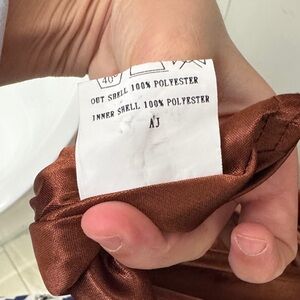 40°
OUT SHELL 100% POLYESTER
INNER SHELL 100% POLYESTER
AJ